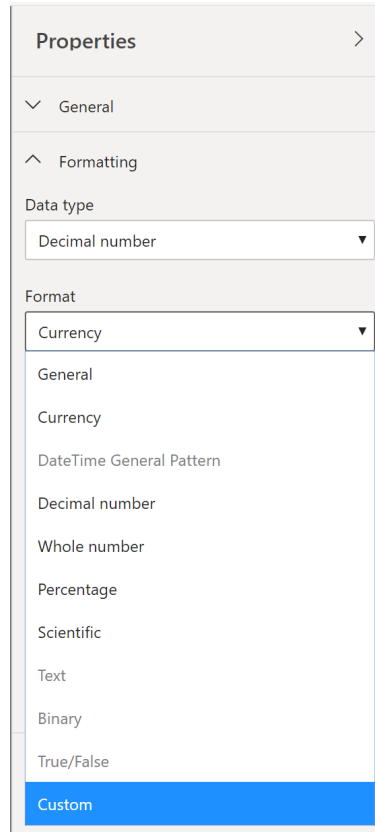 Properties
General
Formatting
Data type
Decimal number
Format
Currency
General
Currency
DateTime General Pattern
Decimal number
Whole number
Percentage
Scientific
Text
Binary
True/False
Custom